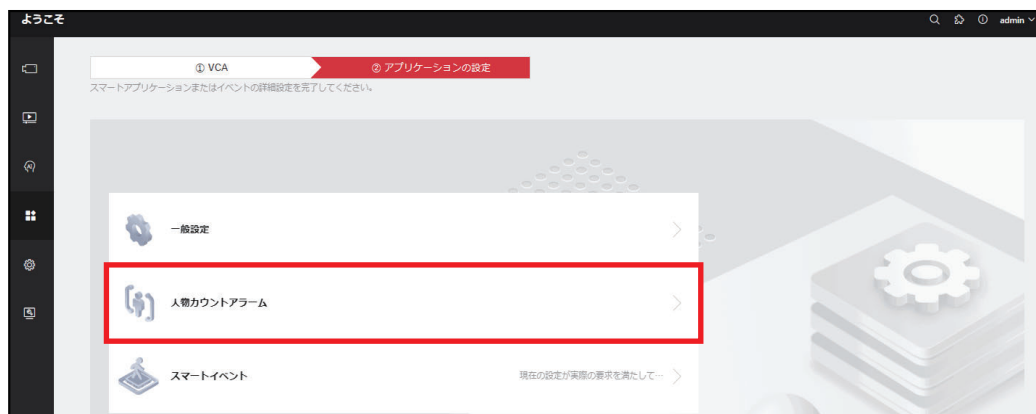 ようこそ
admin
① VCA
② アプリケーションの設定
スマートアプリケーションまたはイベントの詳細設定を完了してください。
AI
一般設定
人物カウントアラーム
スマートイベント
現在の設定が実際の要求を満たして…